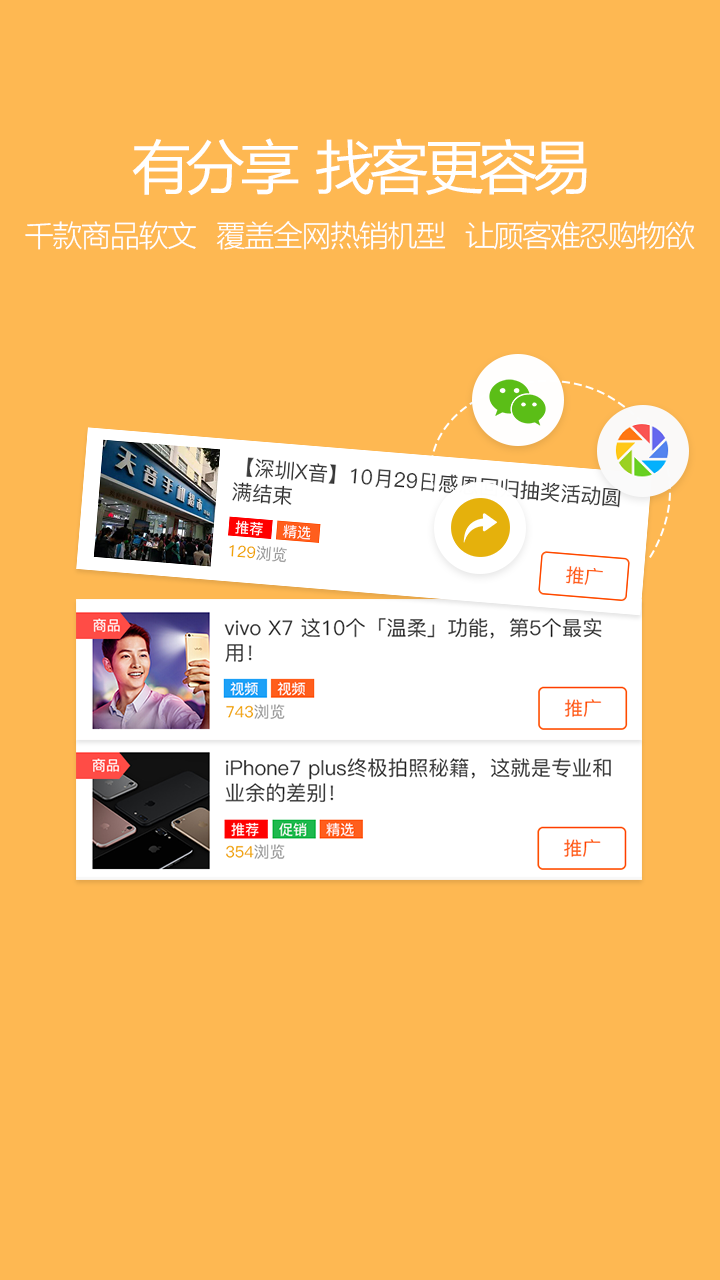 有分享 找客更容易
千款商品软文 覆盖全网热销机型 让顾客难忍购物欲
天音手机超市
【深圳X音】10月29日感恩回归抽奖活动圆
满结束
推荐 精选
129浏览
推广
商品
vivo X7 这10个「温柔」功能，第5个最实
用！
视频 视频
743浏览
推广
商品
iPhone7 plus终极拍照秘籍，这就是专业和
业余的差别！
推荐 促销 精选
354浏览
推广